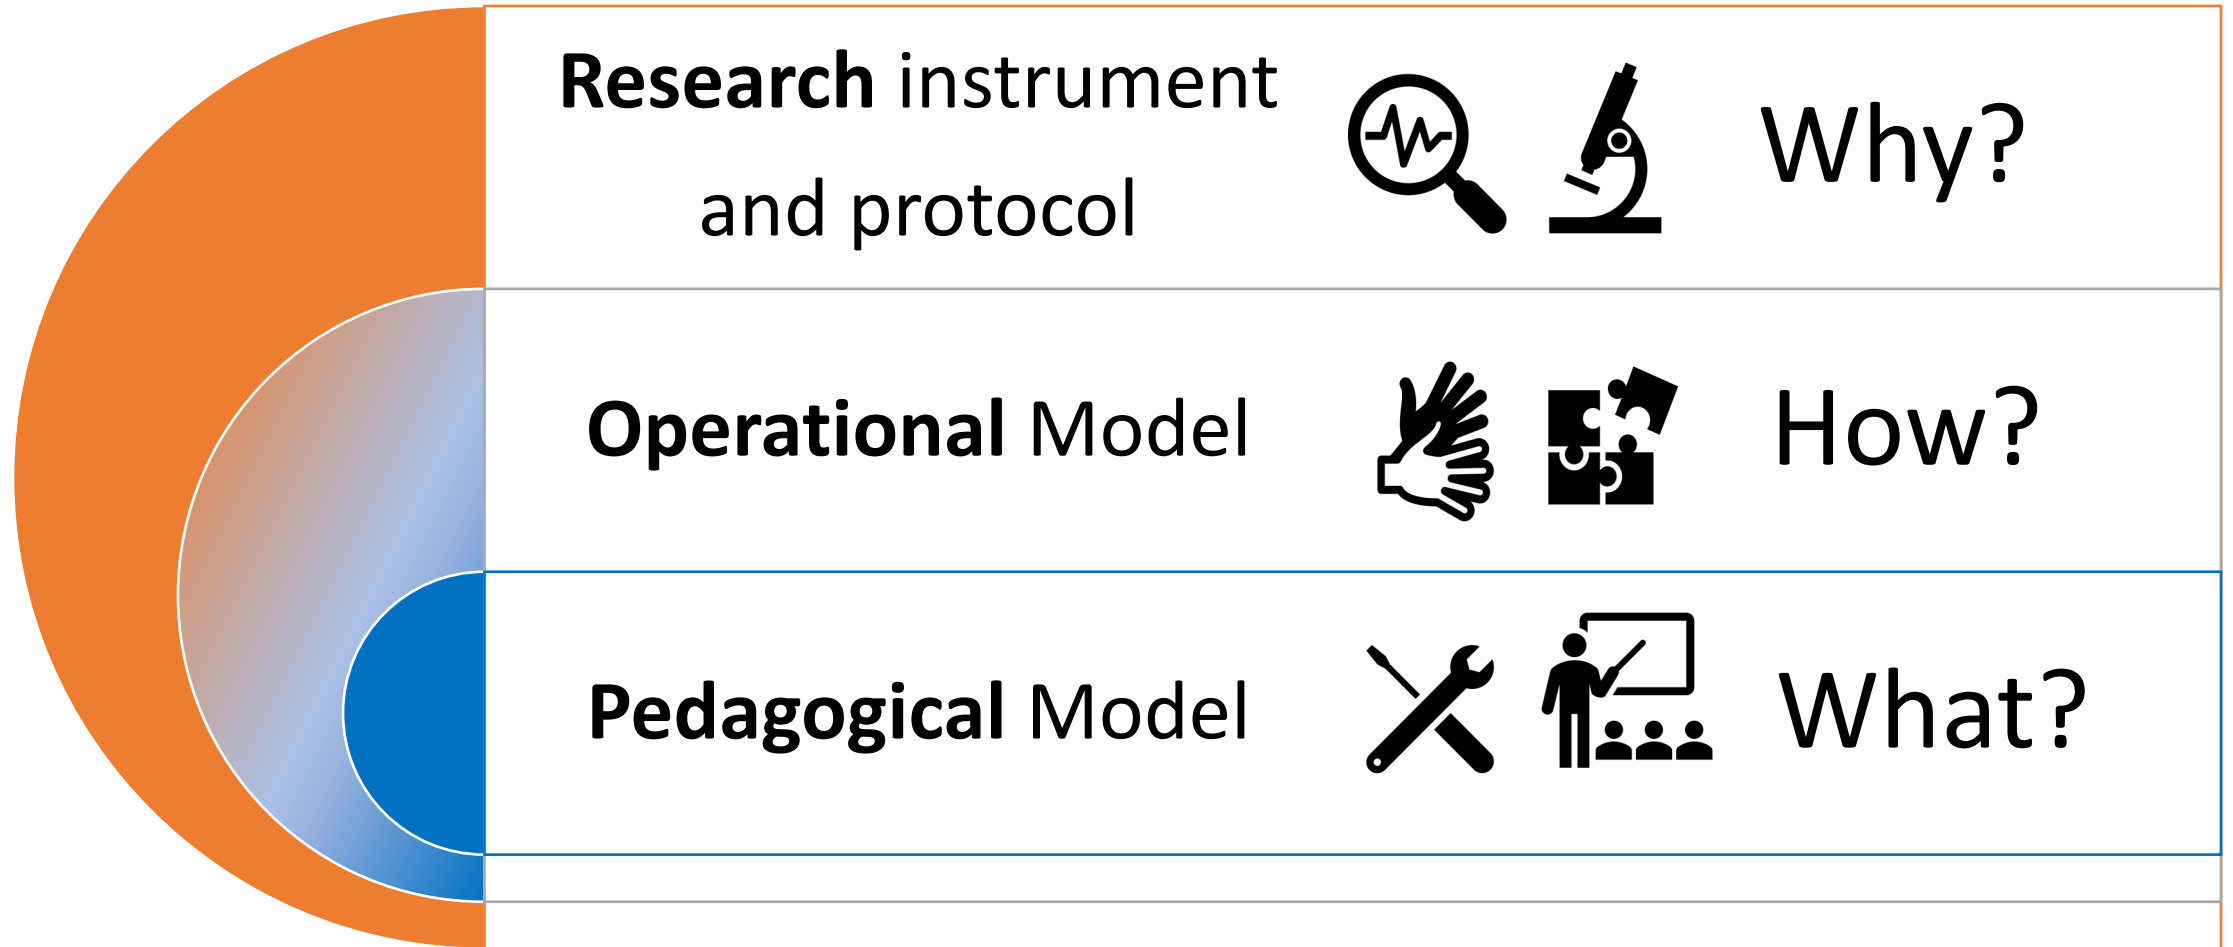 Research instrument
and protocol
Why?
Operational Model
How?
Pedagogical Model
What?